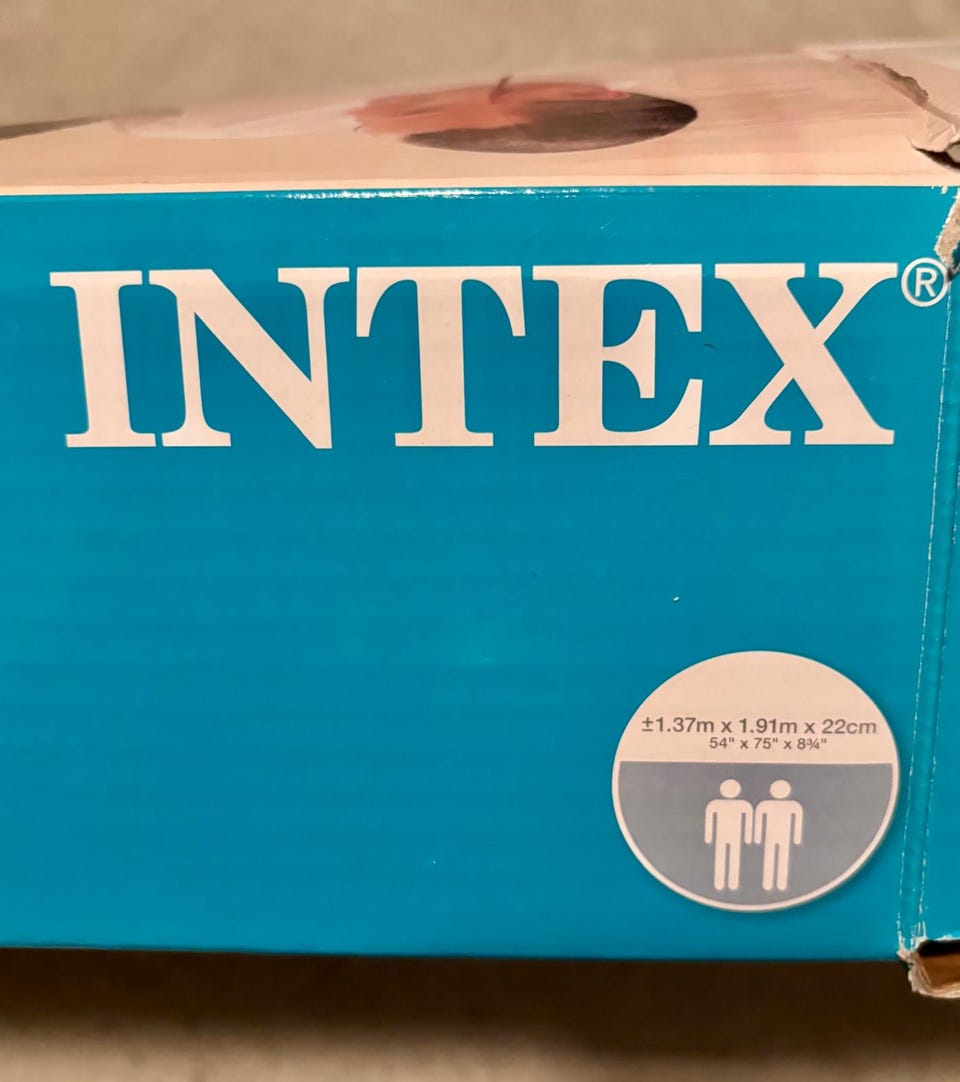 INTEX®
±1.37m x 1.91m x 22cm
54" x 75" x 8¾"